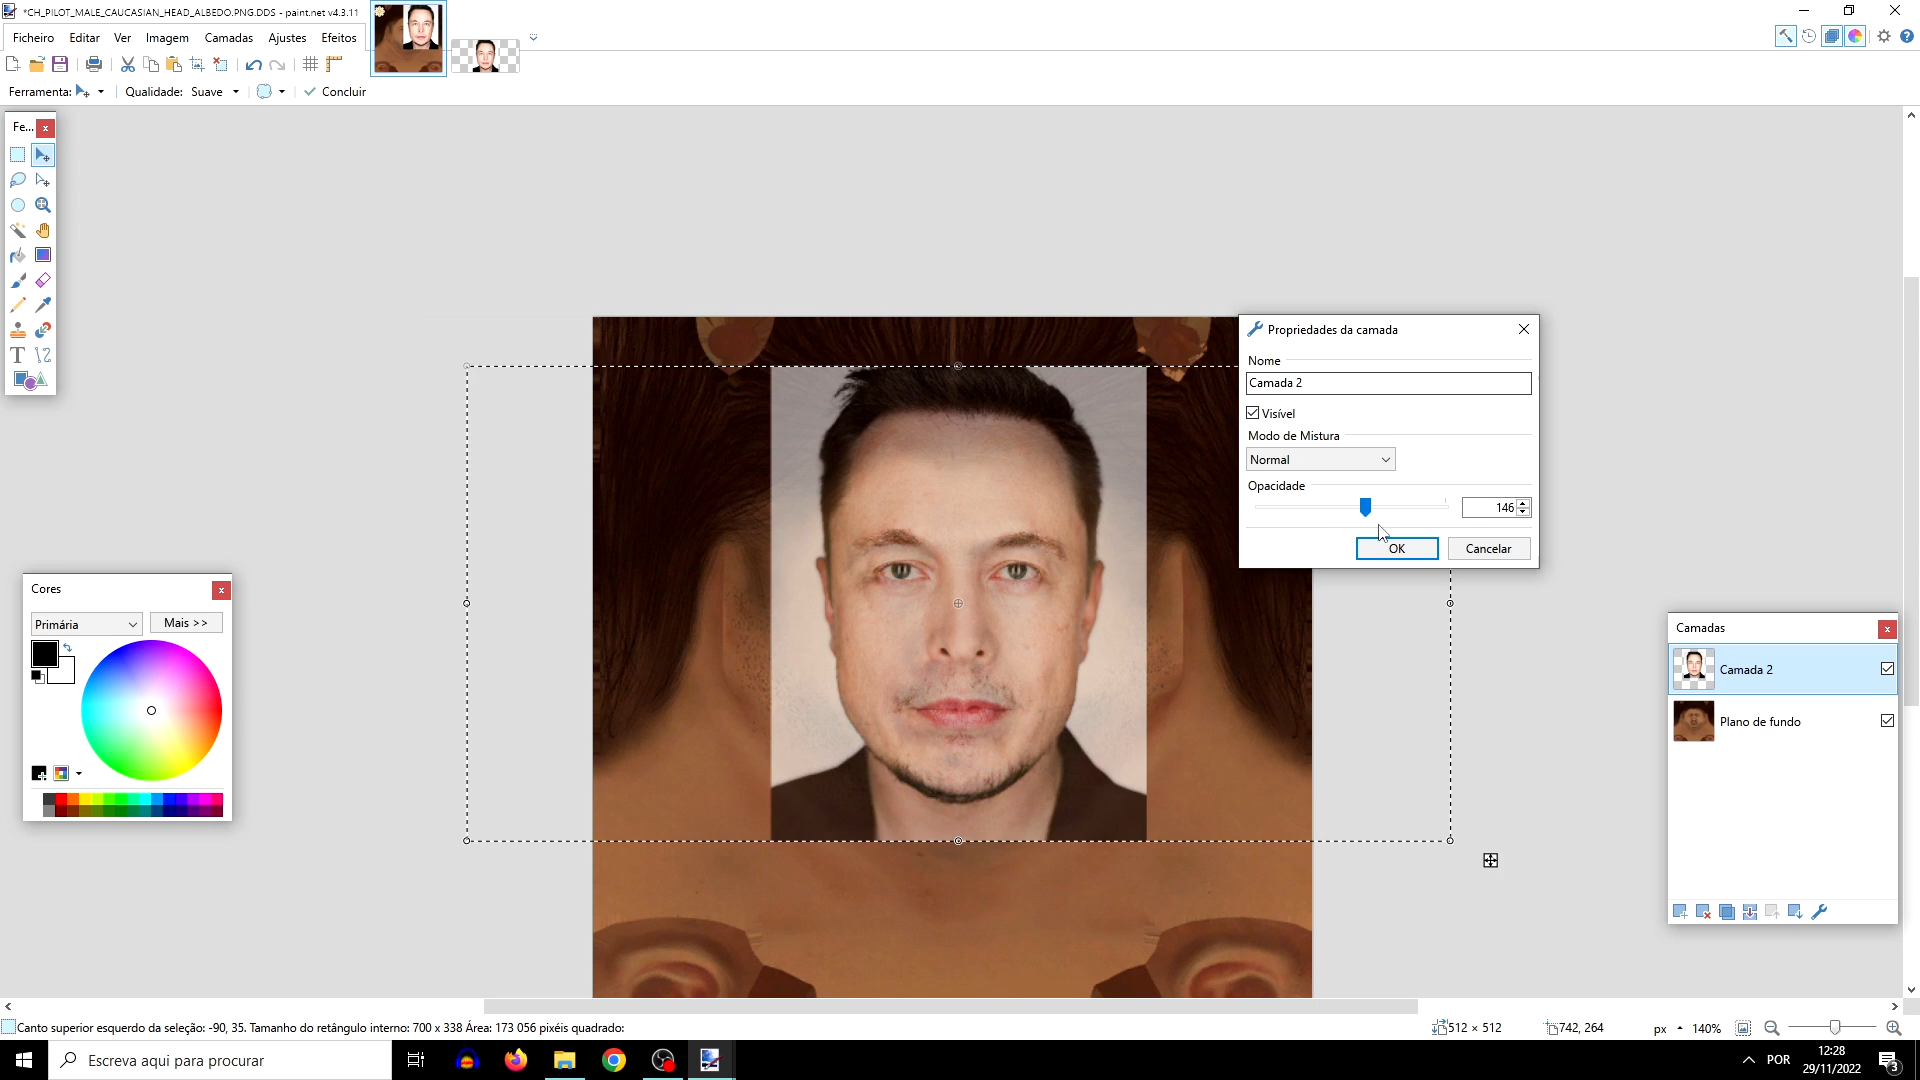 *CH_PILOT_MALE_CAUCASIAN_HEAD_ALBEDO.PNG.DDS - paint.net v4.3.11
Ficheiro Editar Ver Imagem Camadas Ajustes Efeitos
Ferramenta: Qualidade: Suave Concluir
Fe...
Propriedades da camada
Nome
Camada 2
Visível
Modo de Mistura
Normal
Opacidade
146
OK Cancelar
Cores
Primária Mais >>
Camadas
Camada 2
Plano de fundo
Canto superior esquerdo da seleção: -90, 35. Tamanho do retângulo interno: 700 x 338 Área: 173 056 pixéis quadrado:
512 × 512
742, 264
px
140%
Escreva aqui para procurar
POR
12:28
29/11/2022
3